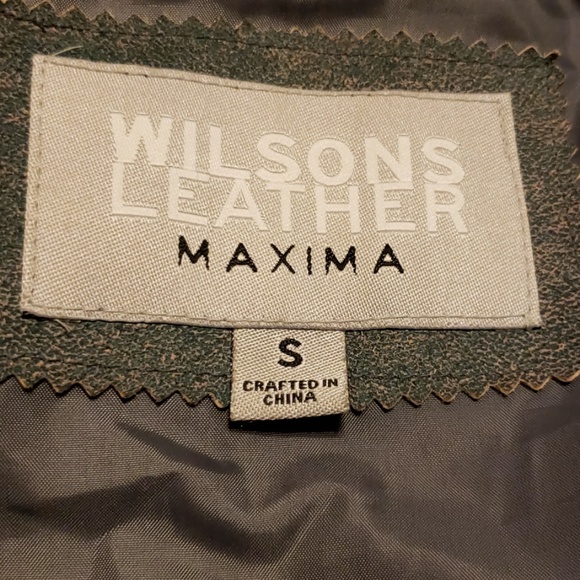 WILSONS
LEATHER
MAXIMA
S
CRAFTED IN
CHINA